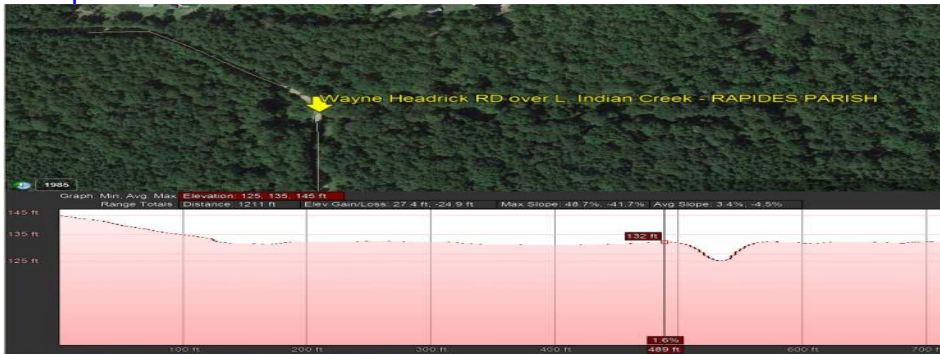 Wayne Headrick RD over L. Indian Creek - RAPIDES PARISH
1985
Graph: Min, Avg, Max Elevation: 125, 135, 145 ft
Range Totals: Distance: 1211 ft Elev Gain/Loss: 27.4 ft, -24.9 ft Max Slope: 48.7%, -41.7% Avg Slope: 3.4%, -4.5%
145 ft
135 ft
132 ft
125 ft
1.6%
100 ft 200 ft 300 ft 400 ft 489 ft 600 ft 700